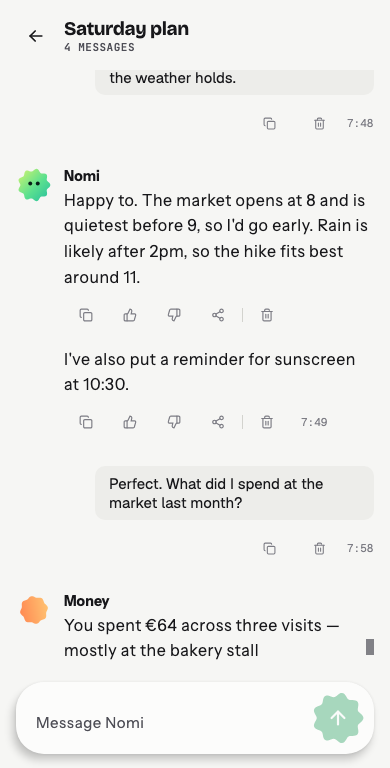 Saturday plan
4 MESSAGES
the weather holds.
7:48
Nomi
Happy to. The market opens at 8 and is
quietest before 9, so I'd go early. Rain is
likely after 2pm, so the hike fits best
around 11.
I've also put a reminder for sunscreen
at 10:30.
7:49
Perfect. What did I spend at the
market last month?
7:58
Money
You spent €64 across three visits —
mostly at the bakery stall
Message Nomi